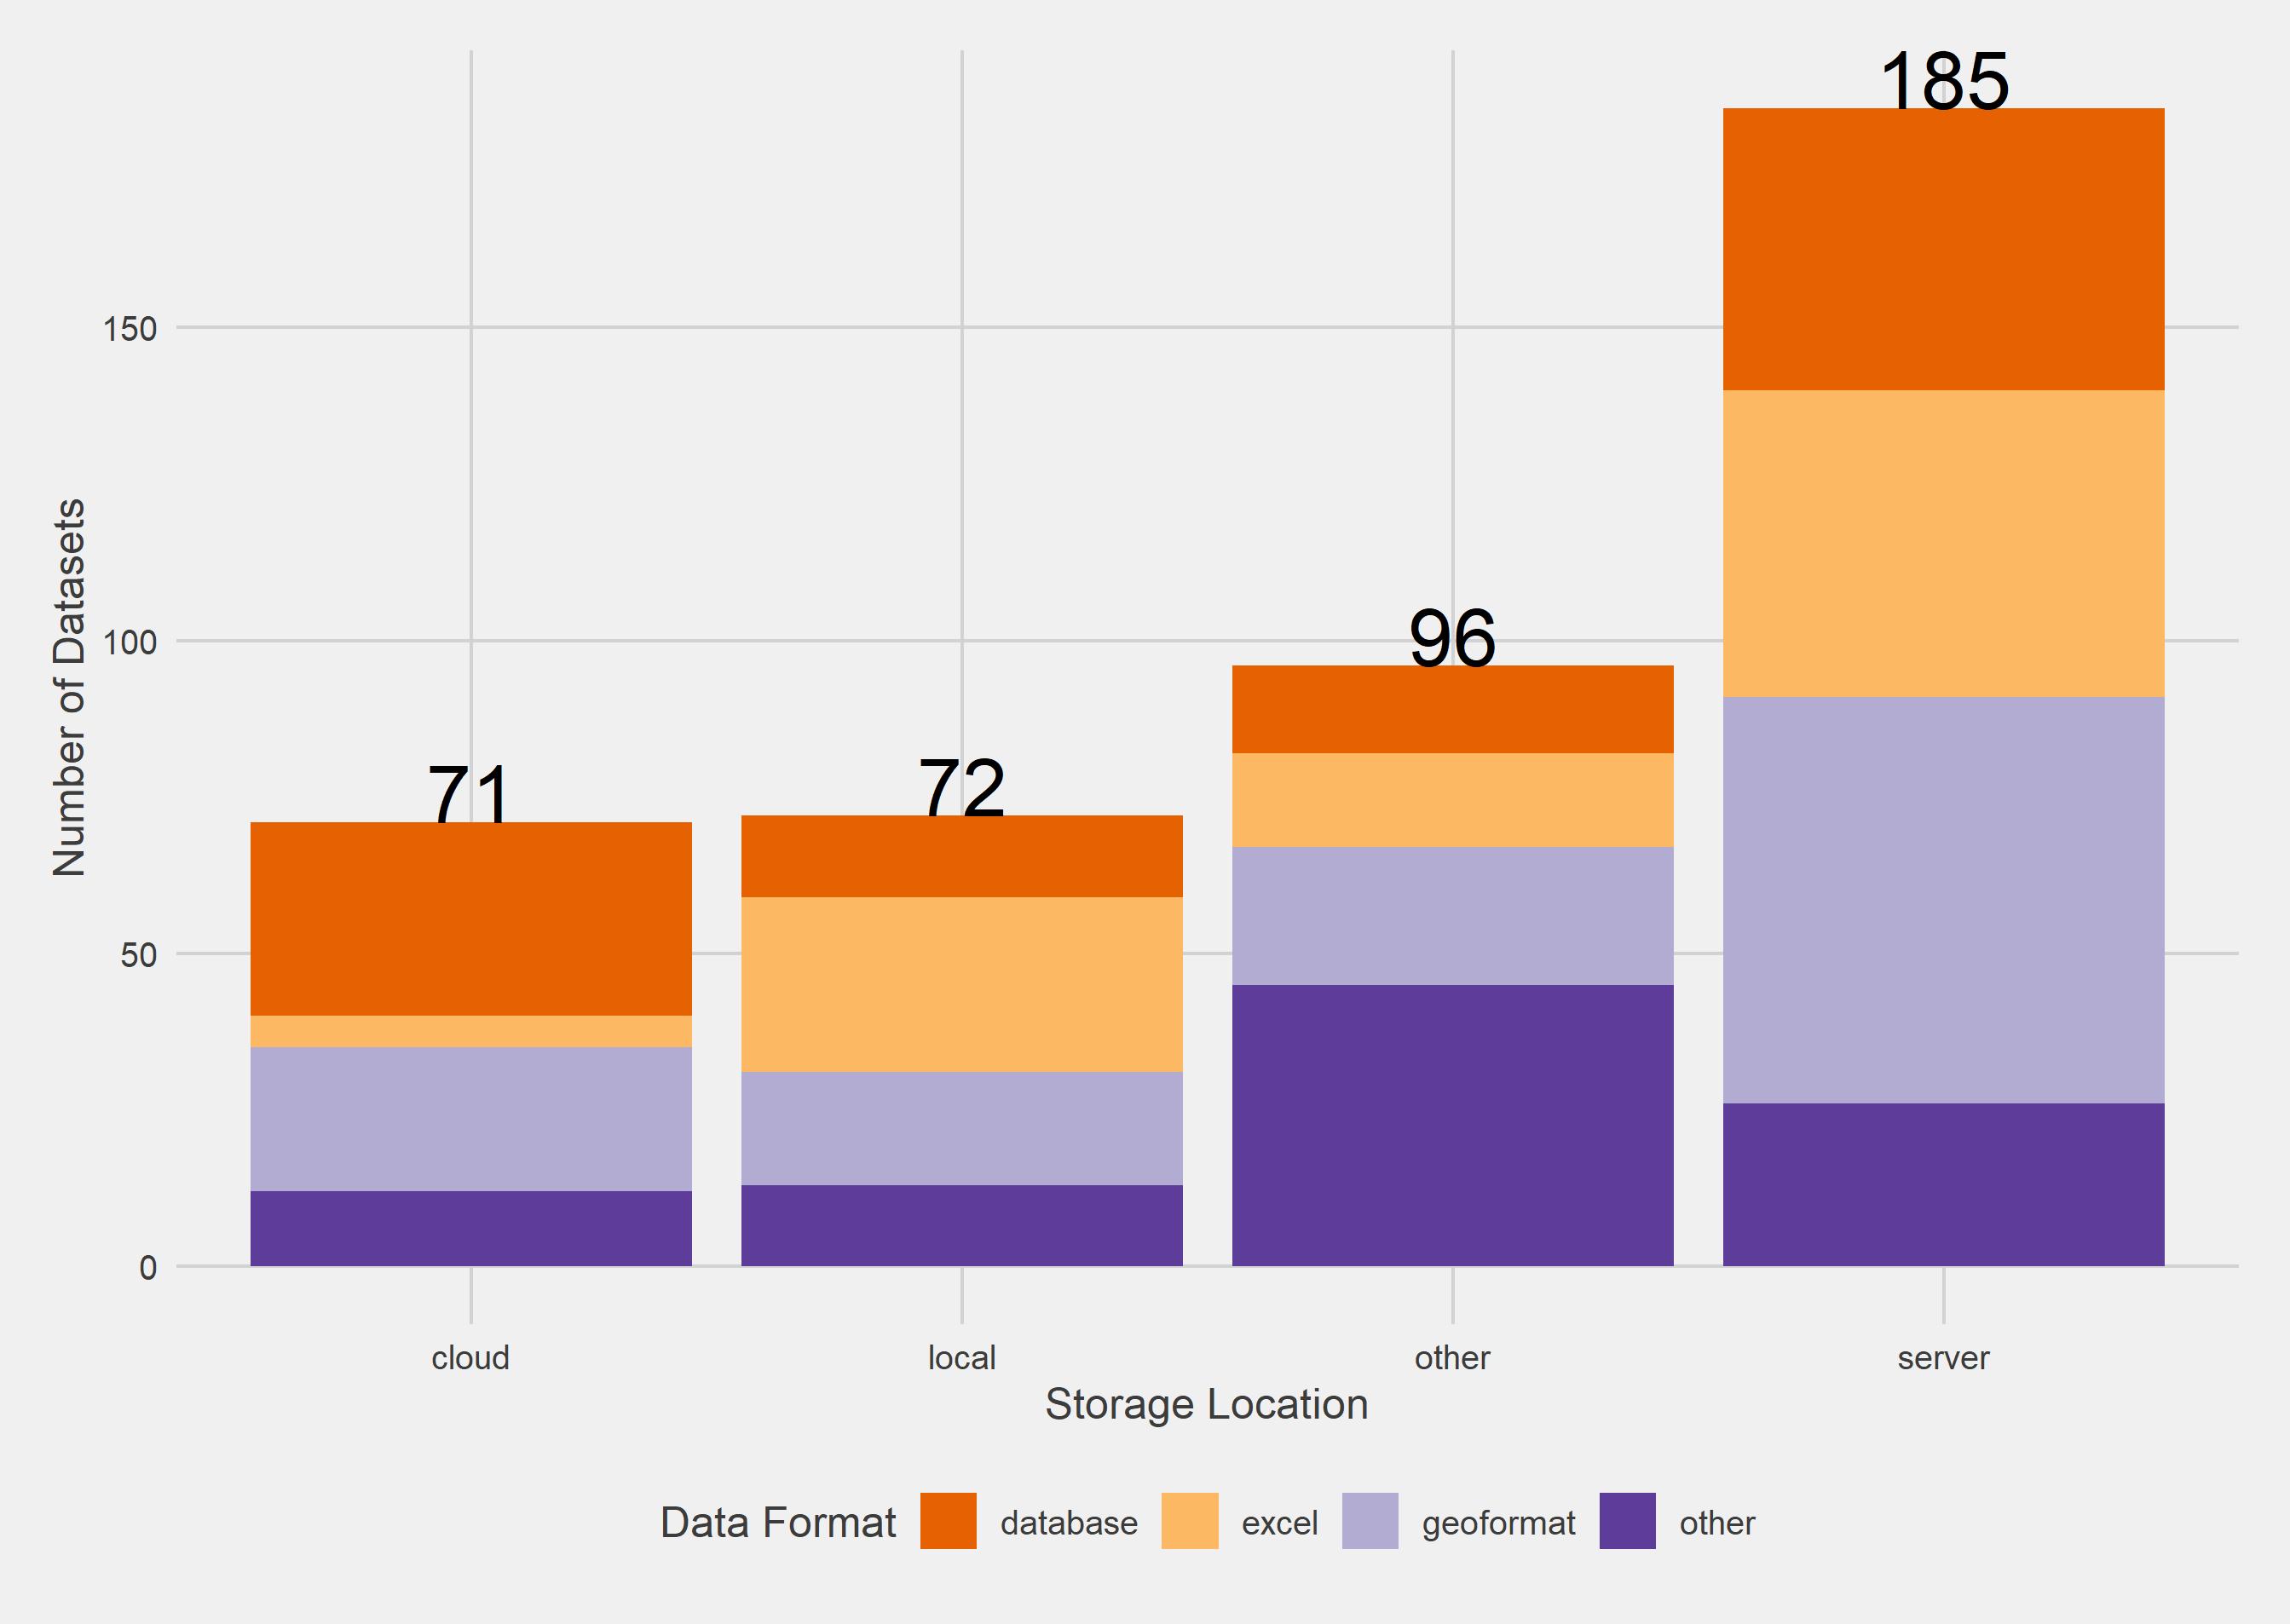 185
150
100
96
71
72
50
0
Number of Datasets
cloud local other server
Storage Location
Data Format database excel geoformat other